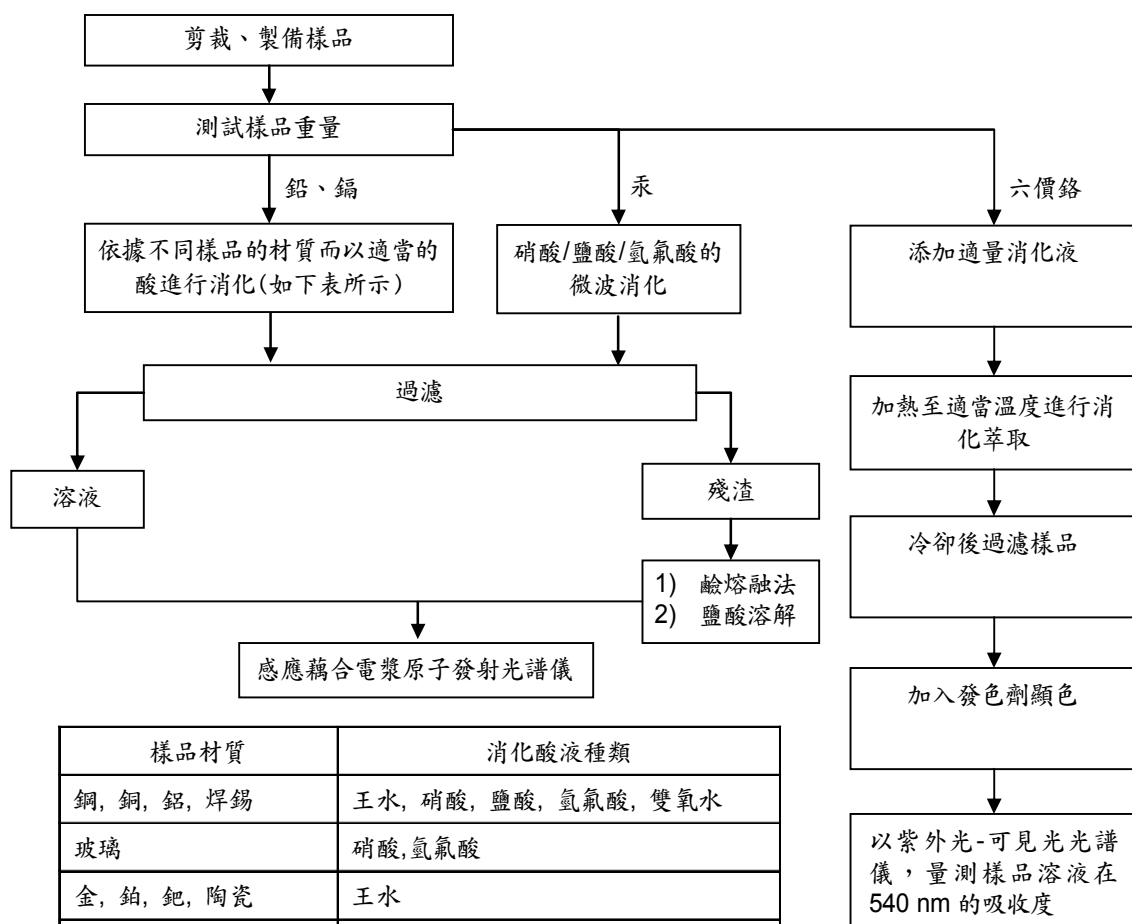 剪裁、製備樣品
測試樣品重量
鉛、鎘
汞
六價鉻
依據不同樣品的材質而以適當的
酸進行消化(如下表所示)
硝酸/鹽酸/氫氟酸的
微波消化
添加適量消化液
過濾
加熱至適當溫度進行消
化萃取
溶液
殘渣
冷卻後過濾樣品
1) 鹼熔融法
2) 鹽酸溶解
感應藕合電漿原子發射光譜儀
加入發色劑顯色
樣品材質 消化酸液種類
鋼, 銅, 鋁, 焊錫 王水, 硝酸, 鹽酸, 氫氟酸, 雙氧水
玻璃 硝酸,氫氟酸
金, 鉑, 鈀, 陶瓷 王水
以紫外光-可見光光譜
儀，量測樣品溶液在
540 nm 的吸收度